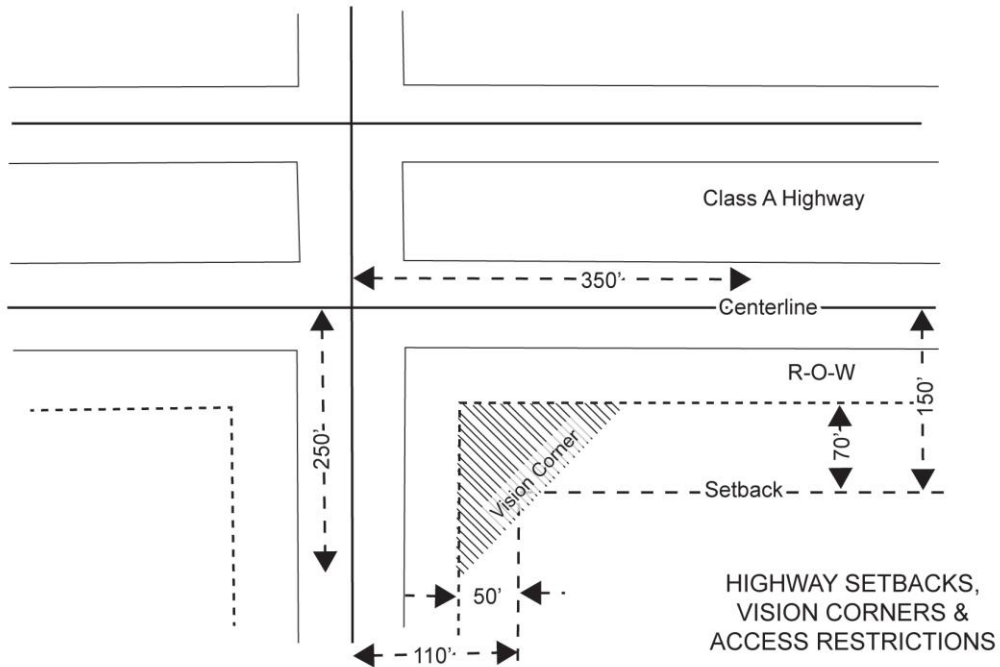 Class A Highway
350'
Centerline
R-O-W
250'
150'
70'
Vision Corner
Setback
50'
110'
HIGHWAY SETBACKS,
VISION CORNERS &
ACCESS RESTRICTIONS